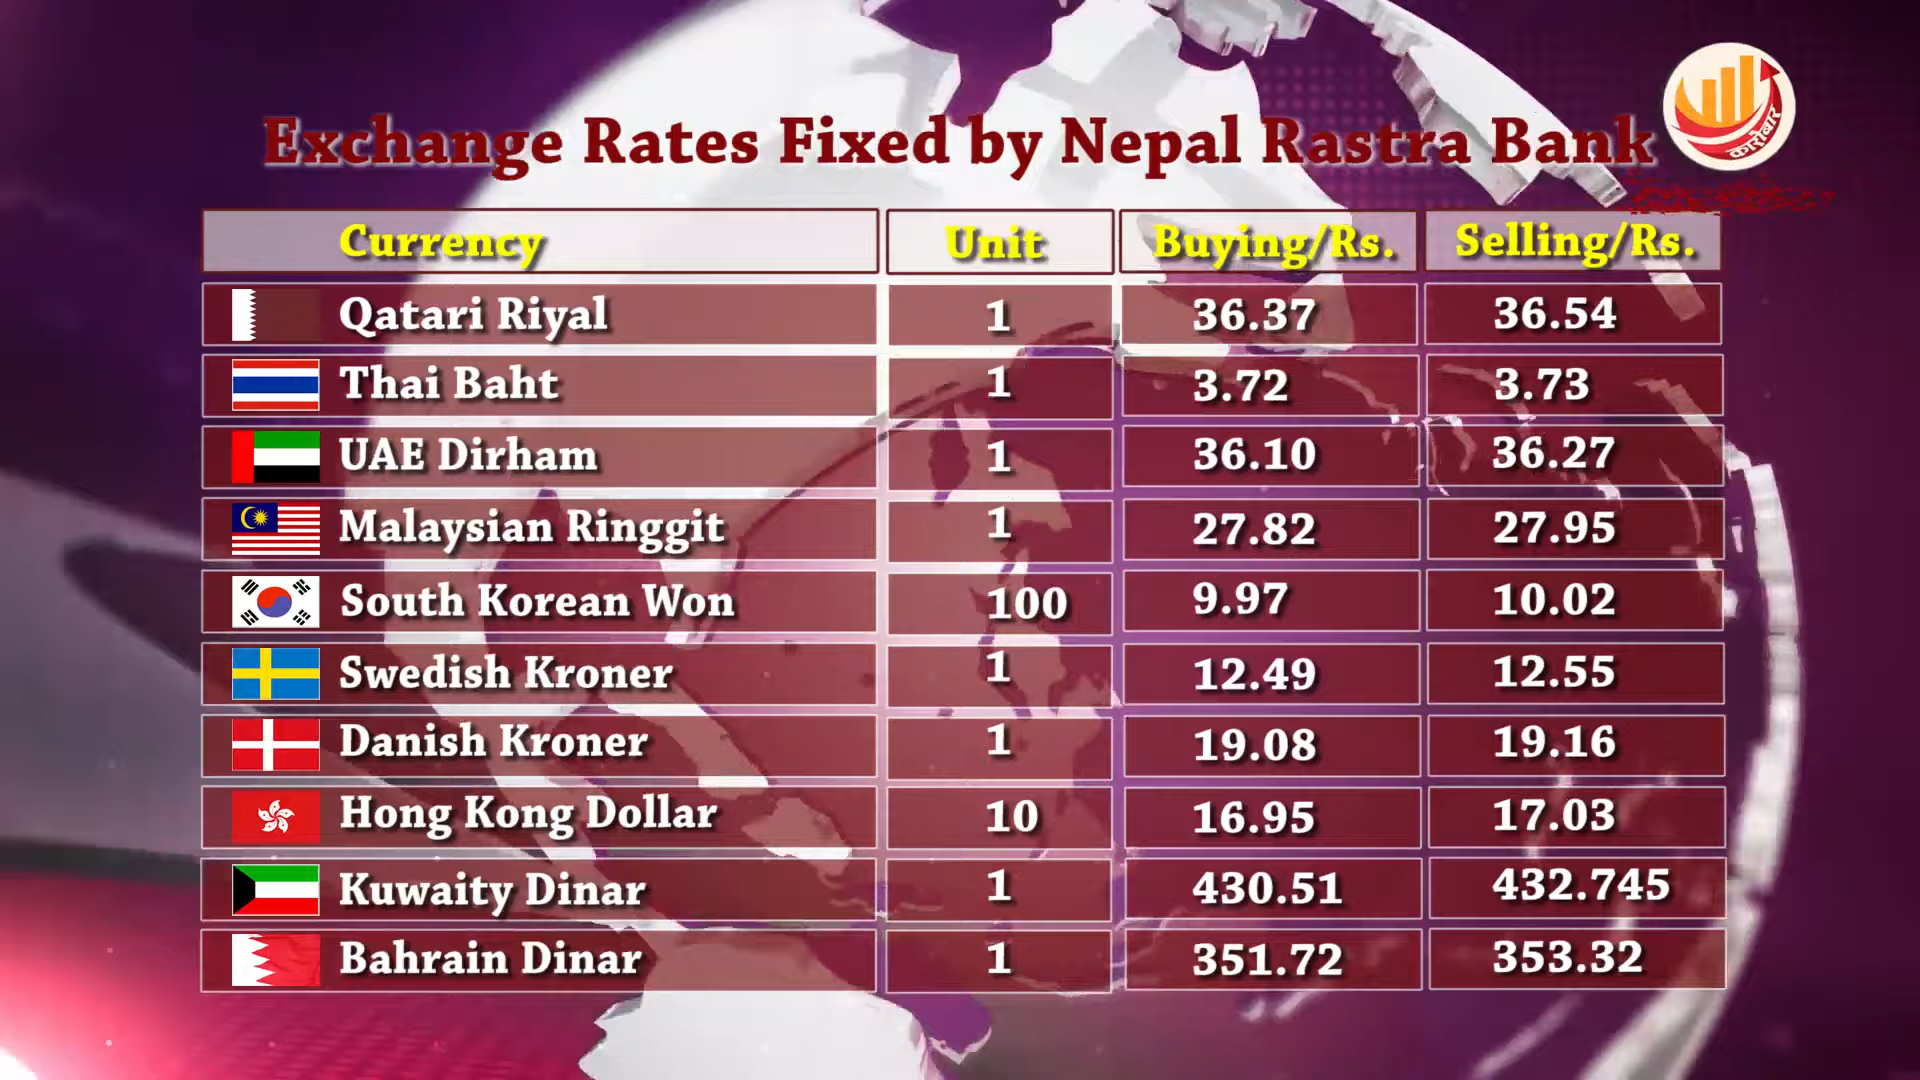 Exchange Rates Fixed by Nepal Rastra Bank
कारोबार
Currency Unit Buying/Rs. Selling/Rs.
Qatari Riyal 1 36.37 36.54
Thai Baht 1 3.72 3.73
UAE Dirham 1 36.10 36.27
Malaysian Ringgit 1 27.82 27.95
South Korean Won 100 9.97 10.02
Swedish Kroner 1 12.49 12.55
Danish Kroner 1 19.08 19.16
Hong Kong Dollar 10 16.95 17.03
Kuwaity Dinar 1 430.51 432.745
Bahrain Dinar 1 351.72 353.32